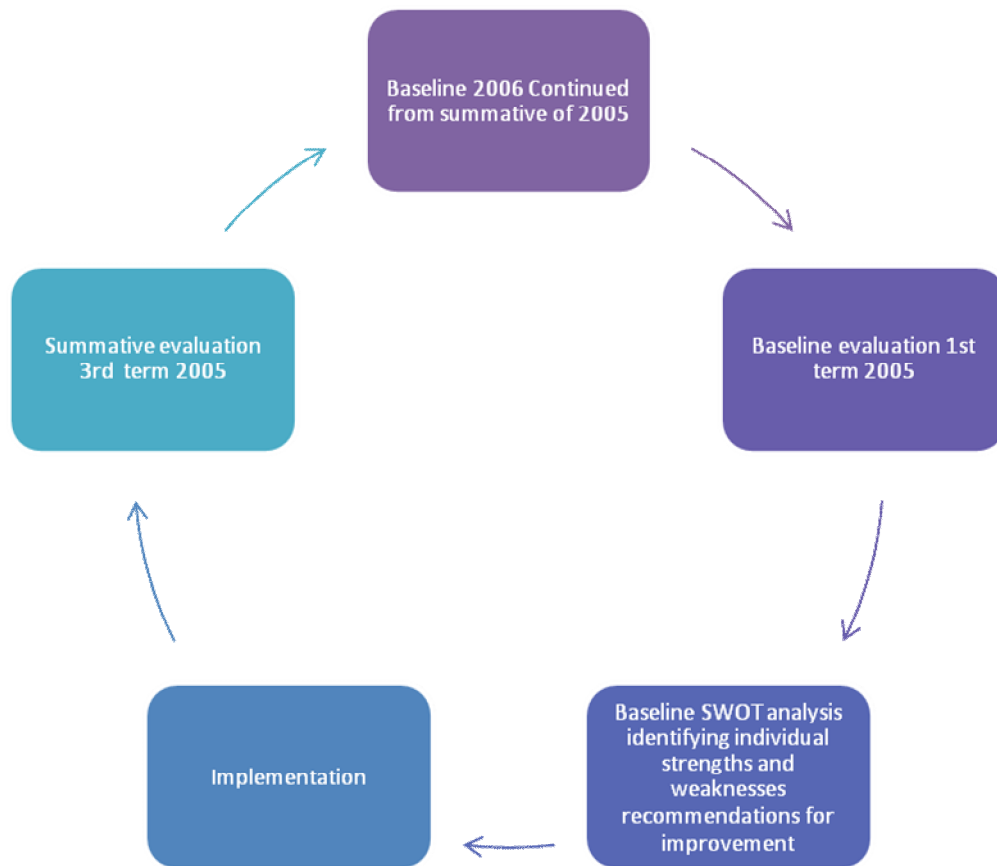 Baseline 2006 Continued
from summative of 2005
Baseline evaluation 1st
term 2005
Baseline SWOT analysis
identifying individual
strengths and
weaknesses
recommendations for
improvement
Implementation
Summative evaluation
3rd term 2005